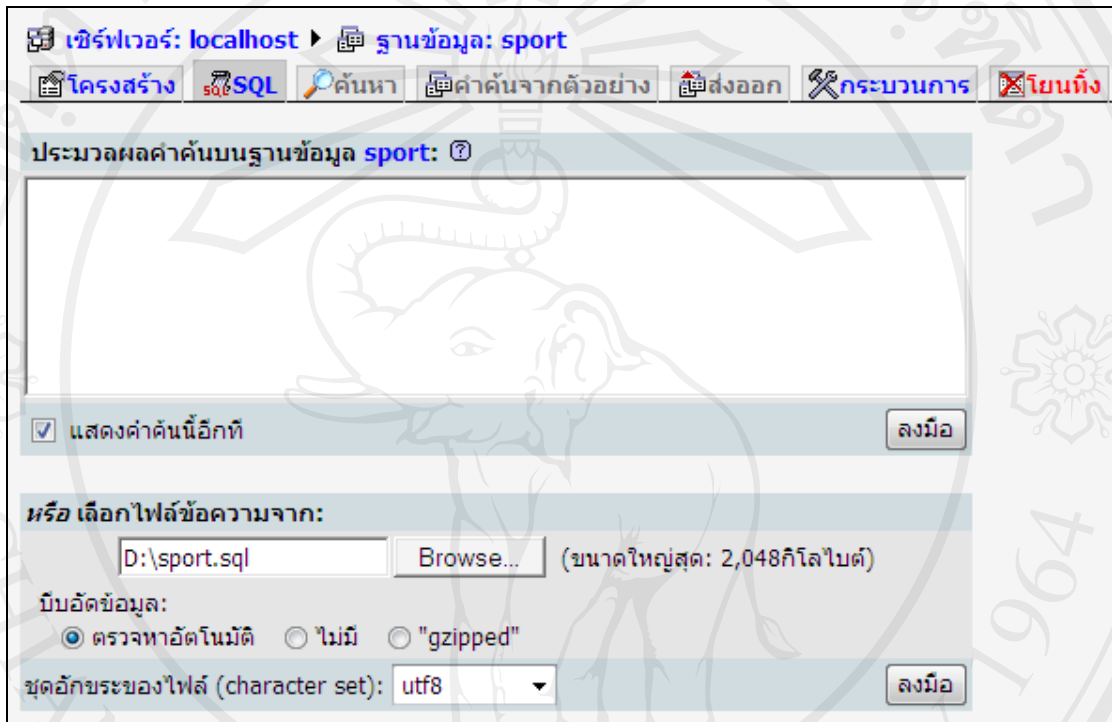 เซิร์ฟเวอร์: localhost ▶ ฐานข้อมูล: sport
โครงสร้าง SQL ค้นหา คำค้นจากตัวอย่าง ส่งออก กระบวนการ โยนทิ้ง
ประมวลผลคำค้นบนฐานข้อมูล sport:
แสดงคำค้นนี้อีกที ลงมือ
หรือ เลือกไฟล์ข้อความจาก:
D:\sport.sql Browse... (ขนาดใหญ่สุด: 2,048กิโลไบต์)
บีบอัดข้อมูล:
ตรวจหาอัตโนมัติ ไม่มี "gzipped"
ชุดอักขระของไฟล์ (character set): utf8 ลงมือ
1964